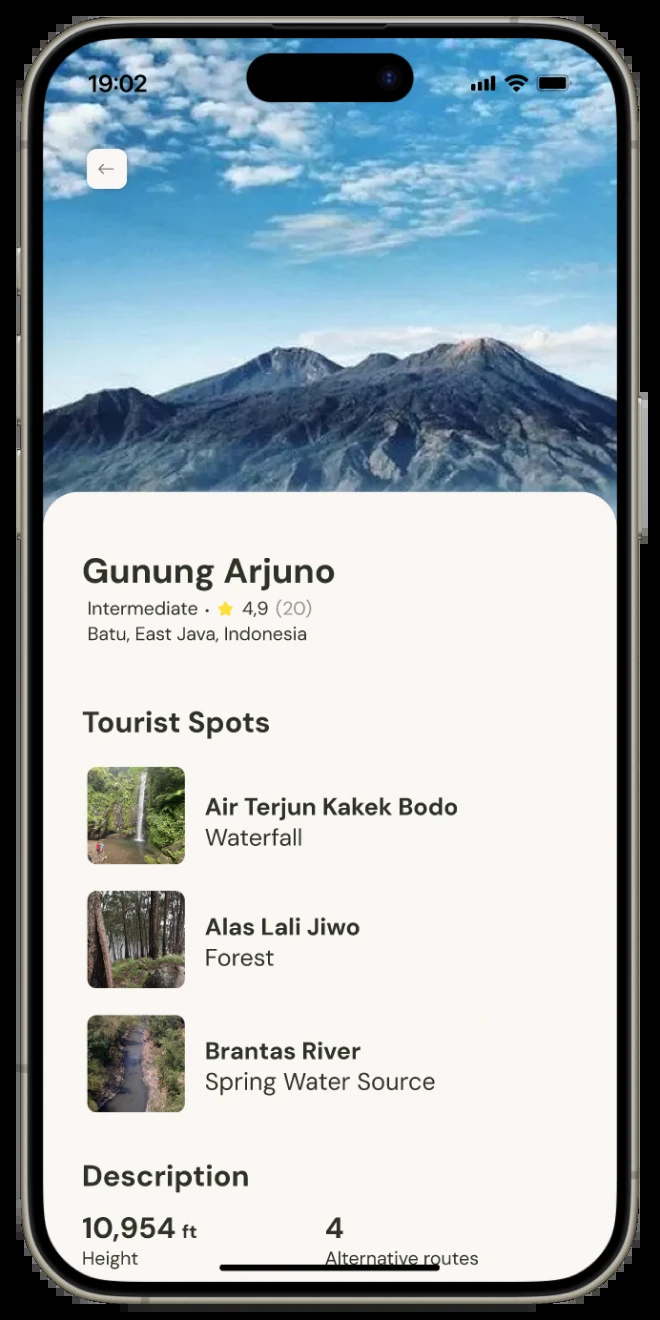 19:02
Gunung Arjuno
Intermediate · ⭐ 4,9 (20)
Batu, East Java, Indonesia
Tourist Spots
Air Terjun Kakek Bodo
Waterfall
Alas Lali Jiwo
Forest
Brantas River
Spring Water Source
Description
10,954 ft
Height
4
Alternative routes